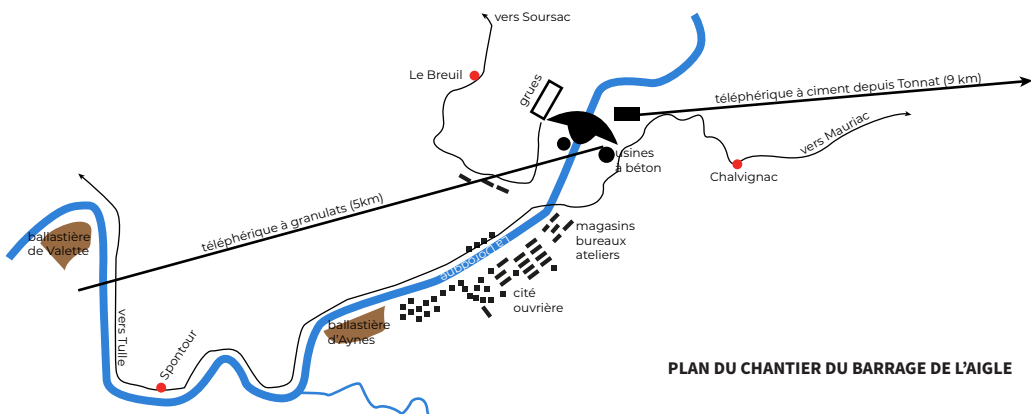 vers Soursac
Le Breuil
grues
téléphérique à ciment depuis Tonnat (9 km)
vers Mauriac
usines
à béton
Chalvignac
téléphérique à granulats (5km)
ballastière
de Valette
La Dordogne
magasins
bureaux
ateliers
cité
ouvrière
vers Tulle
Spontour
ballastière
d'Aynes
PLAN DU CHANTIER DU BARRAGE DE L'AIGLE